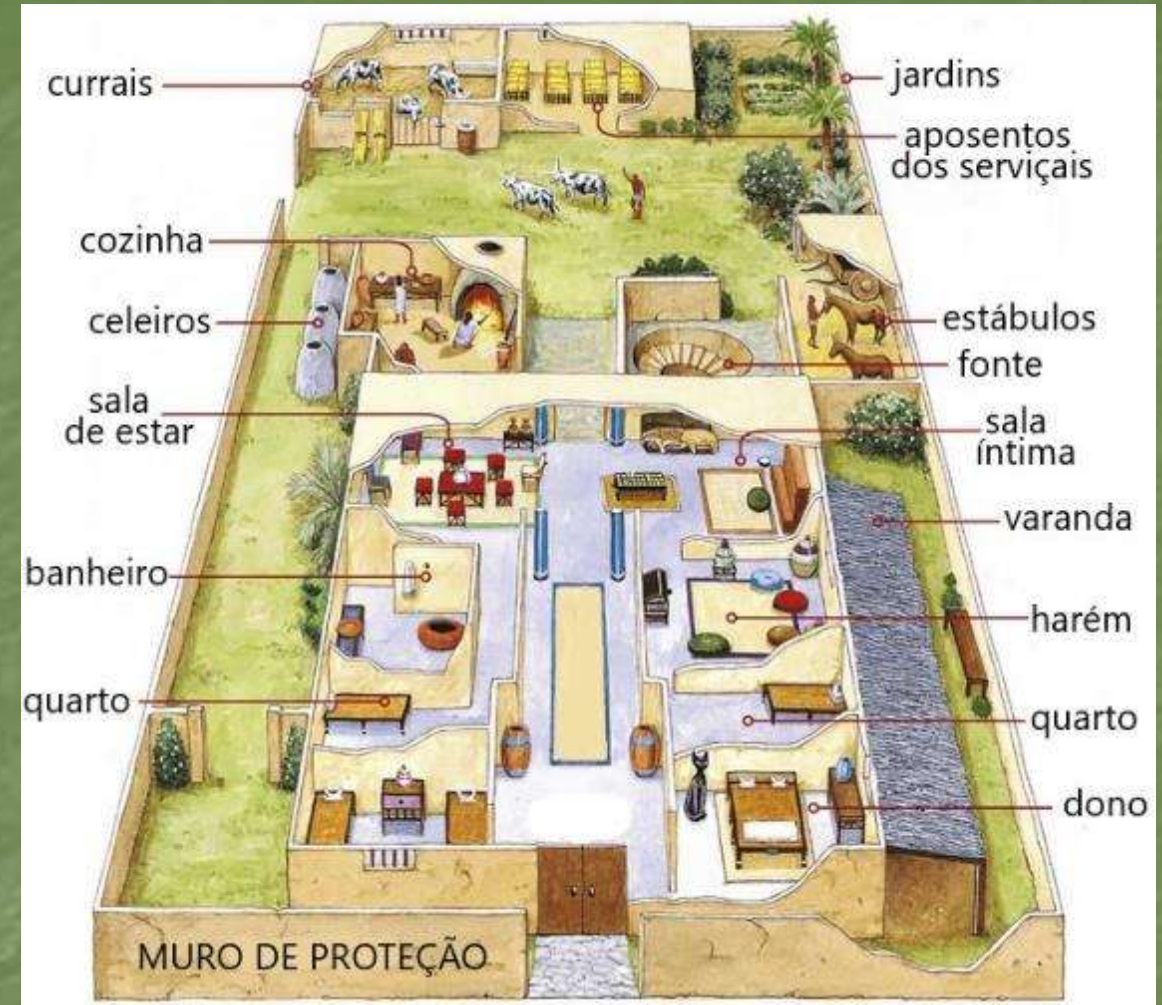 currais
jardins
aposentos
dos serviçais
cozinha
celeiros
estábulos
fonte
sala
de estar
sala
íntima
varanda
banheiro
harém
quarto
quarto
dono
MURO DE PROTEÇÃO